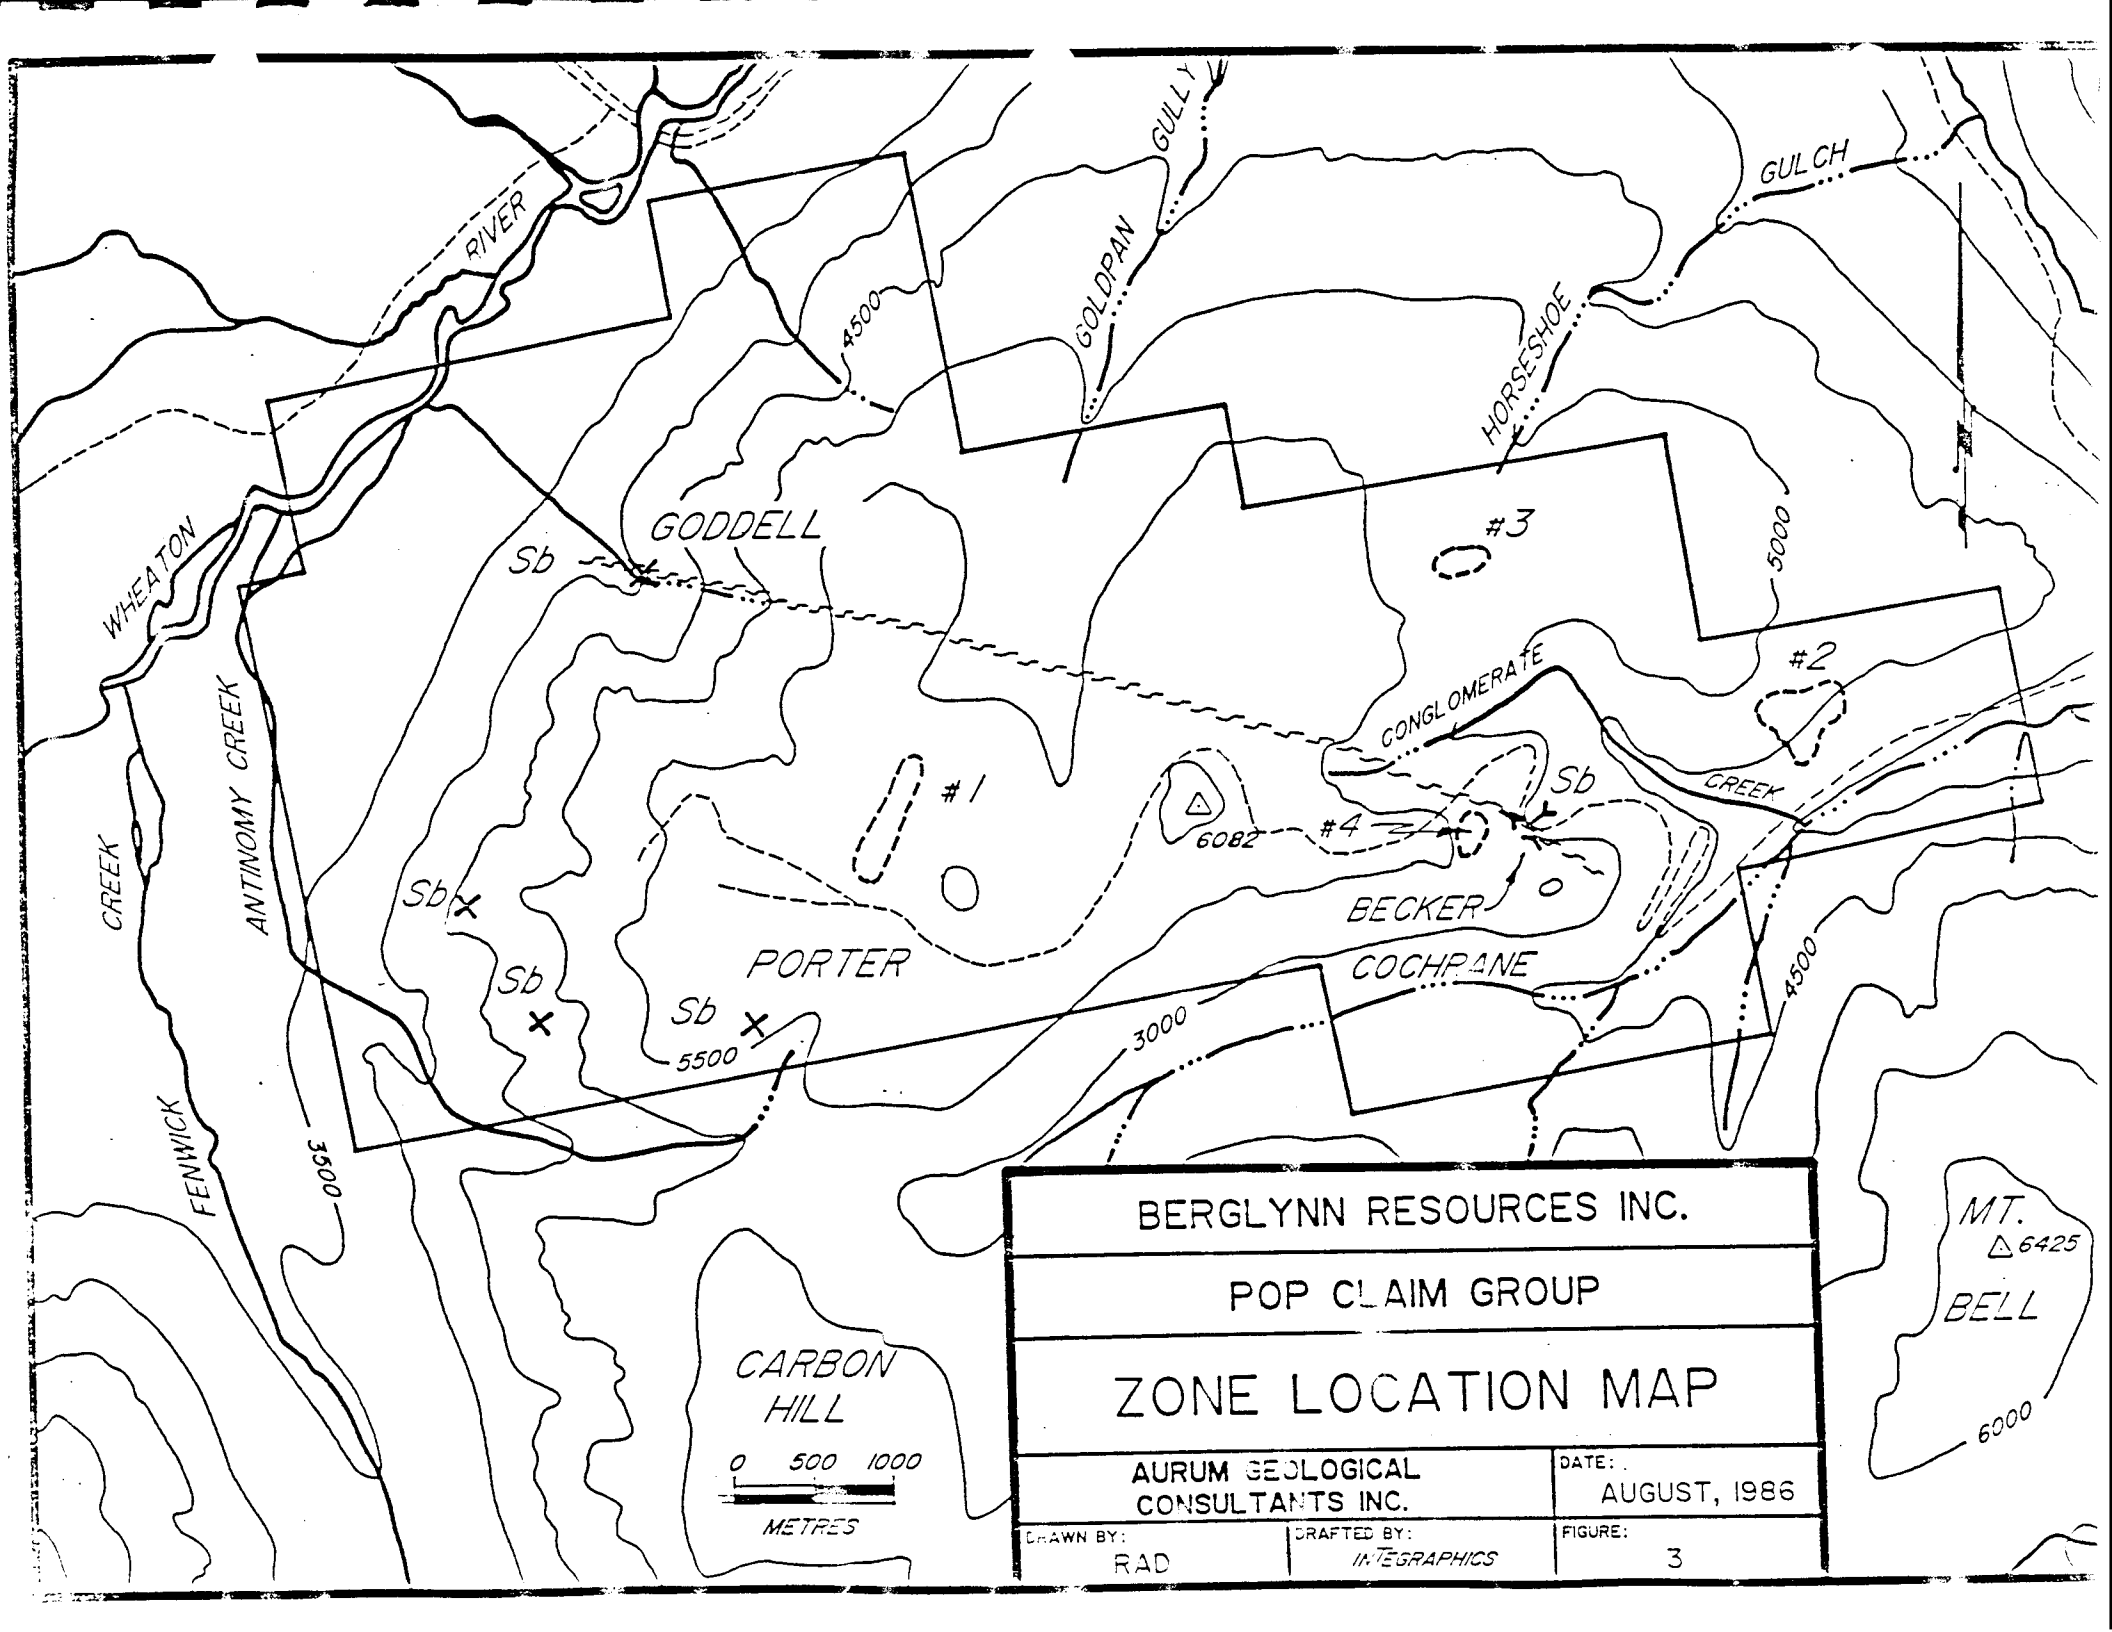 GULLY
GULCH
RIVER
GOLDPAN
4500
HORSESHOE
GODDELL
Sb
#3
5000
WHEATON
#2
CONGLOMERATE
ANTINOMY CREEK
#1
Sb
CREEK
6082
#4
CREEK
Sb
BECKER
PORTER
COCHRANE
Sb
Sb
4500
3000
5500
FENWICK
3500
MT.
6425
BELL
6000
CARBON
HILL
0 500 1000
METRES
BERGLYNN RESOURCES INC.
POP CLAIM GROUP
ZONE LOCATION MAP
AURUM GEOLOGICAL
CONSULTANTS INC.
DATE:
AUGUST, 1986
DRAWN BY:
RAD
DRAFTED BY:
INTEGRAPHICS
FIGURE:
3